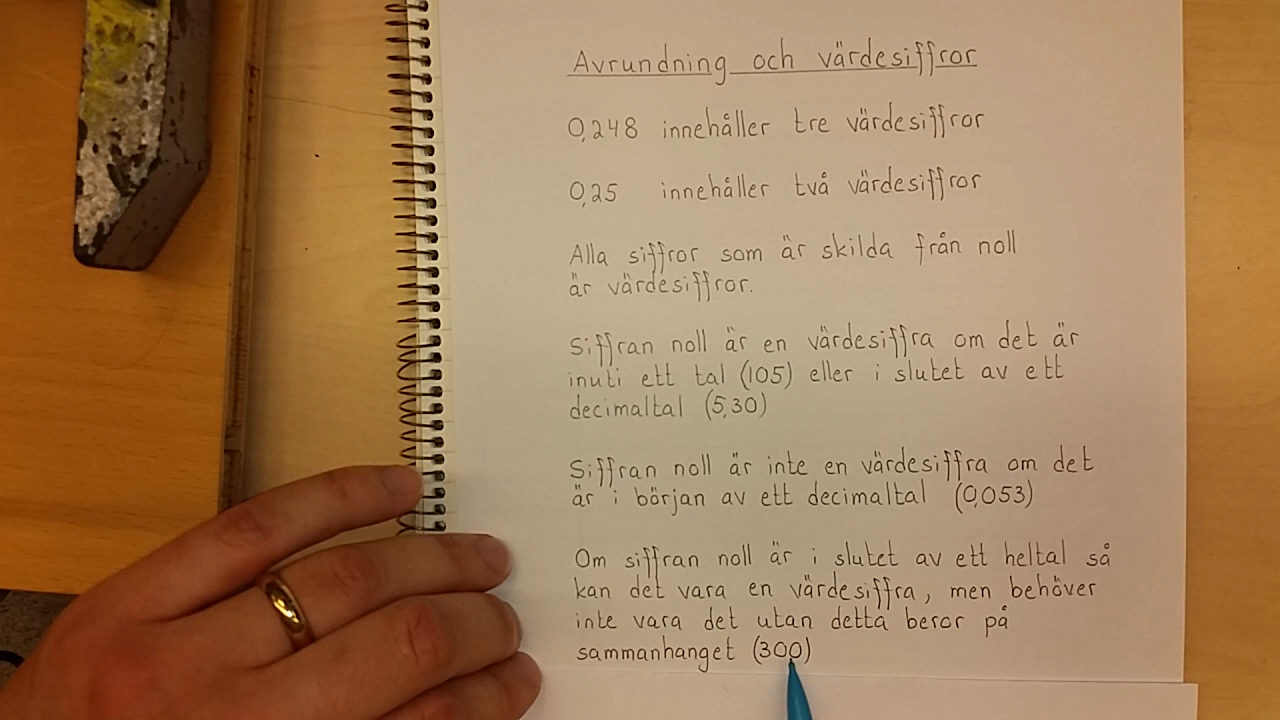 Avrundning och värdesiffror
0,248 innehåller tre värdesiffror
0,25 innehåller två värdesiffror
Alla siffror som är skilda från noll
är värdesiffror.
Siffran noll är en värdesiffra om det är
inuti ett tal (105) eller i slutet av ett
decimaltal (5,30)
Siffran noll är inte en värdesiffra om det
är i början av ett decimaltal (0,053)
Om siffran noll är i slutet av ett heltal så
kan det vara en värdesiffra, men behöver
inte vara det utan detta beror på
sammanhanget (300)